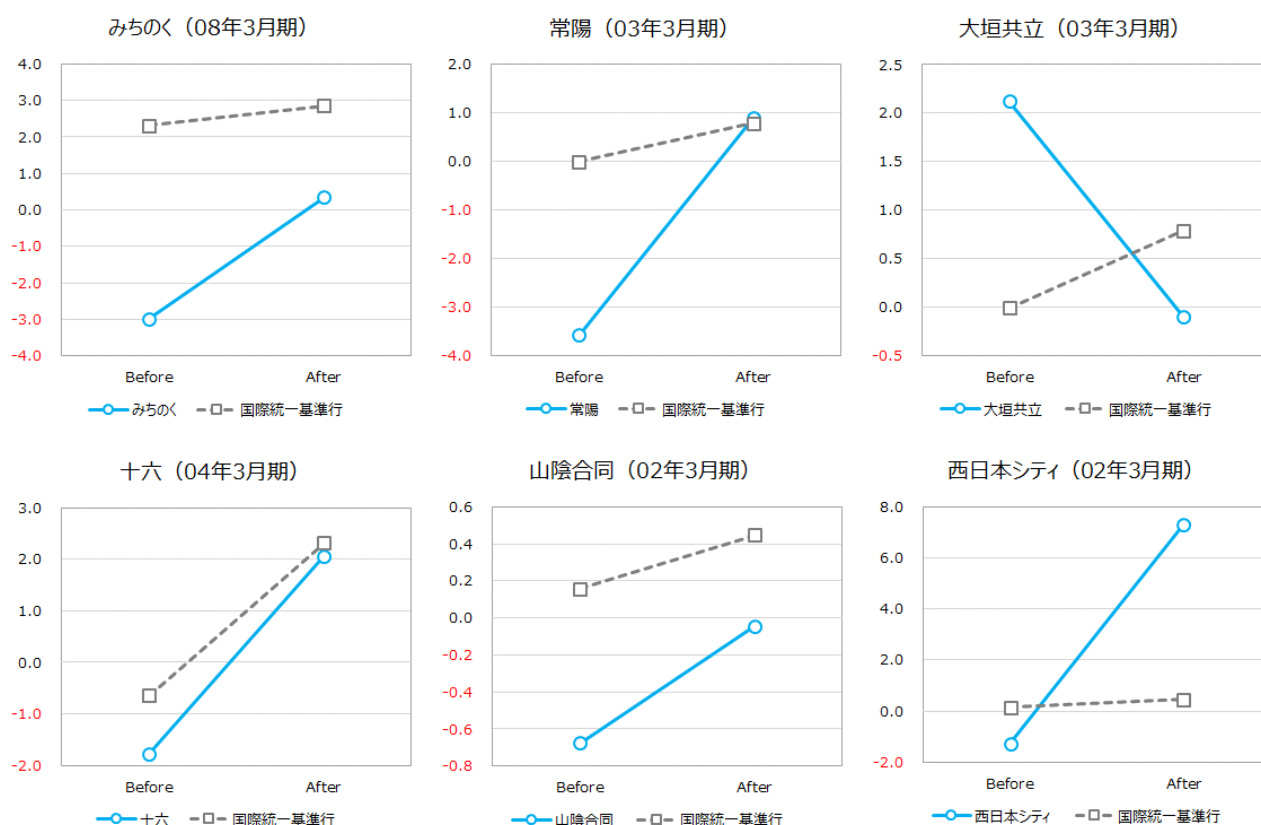 みちのく（08年3月期）
4.0
3.0
2.0
1.0
0.0
-1.0
-2.0
-3.0
-4.0
Before After
みちのく 国際統一基準行
常陽（03年3月期）
2.0
1.0
0.0
-1.0
-2.0
-3.0
-4.0
Before After
常陽 国際統一基準行
大垣共立（03年3月期）
2.5
2.0
1.5
1.0
0.5
0.0
-0.5
Before After
大垣共立 国際統一基準行
十六（04年3月期）
3.0
2.0
1.0
0.0
-1.0
-2.0
Before After
十六 国際統一基準行
山陰合同（02年3月期）
0.6
0.4
0.2
0.0
-0.2
-0.4
-0.6
-0.8
Before After
山陰合同 国際統一基準行
西日本シティ（02年3月期）
8.0
6.0
4.0
2.0
0.0
-2.0
Before After
西日本シティ 国際統一基準行